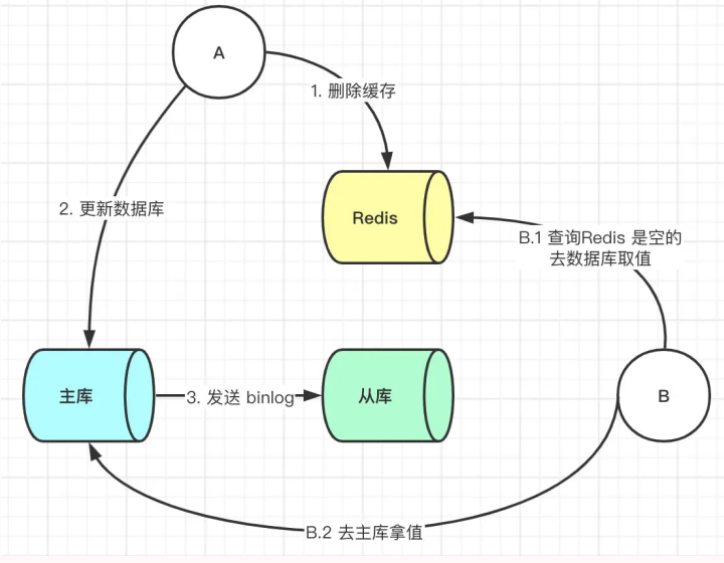 A
1. 删除缓存
2. 更新数据库
Redis
B.1 查询Redis 是空的
去数据库取值
主库
3. 发送 binlog
从库
B
B.2 去主库拿值